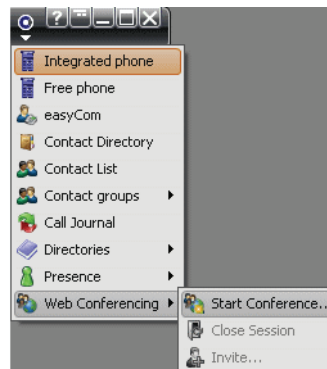 Integrated phone
Free phone
easyCom
Contact Directory
Contact List
Contact groups
Call Journal
Directories
Presence
Web Conferencing
Start Conference...
Close Session
Invite...